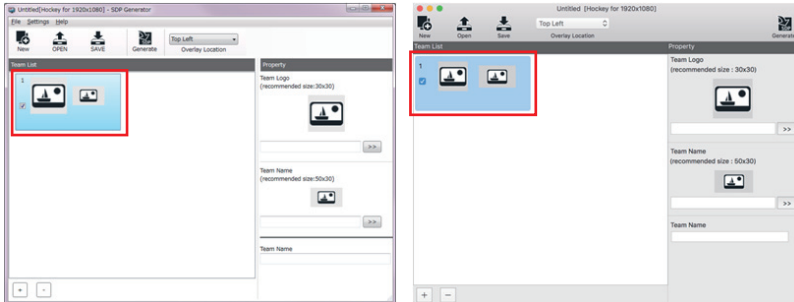 Untitled[Hockey for 1920x1080] - SDP Generator
File Settings Help
New OPEN SAVE Generate Top Left Overlay Location
Team List Property
1
Team Logo
(recommended size:30x30)
>>
Team Name
(recommended size:50x30)
>>
Team Name
+ -
Untitled [Hockey for 1920x1080]
New Open Save Top Left Overlay Location Generate
Team List Property
1
Team Logo
(recommended size : 30x30)
>>
Team Name
(recommended size : 50x30)
>>
Team Name
+ −